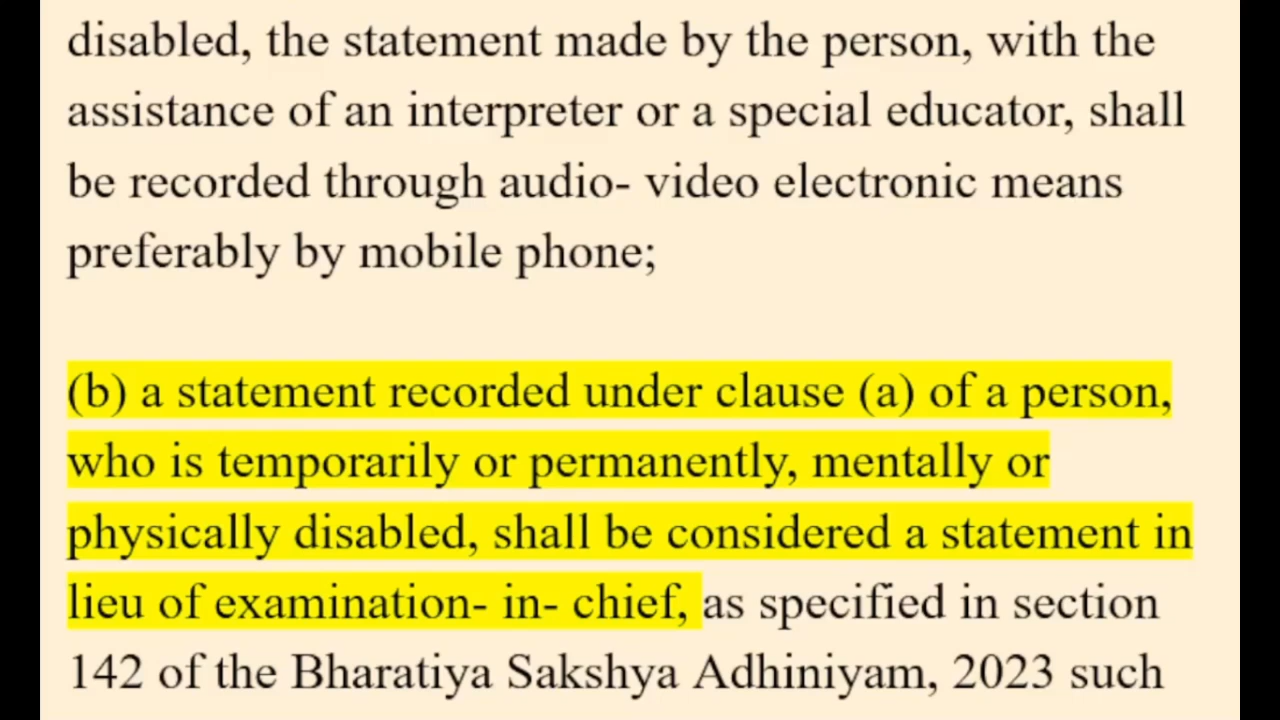 disabled, the statement made by the person, with the
assistance of an interpreter or a special educator, shall
be recorded through audio- video electronic means
preferably by mobile phone;
(b) a statement recorded under clause (a) of a person,
who is temporarily or permanently, mentally or
physically disabled, shall be considered a statement in
lieu of examination- in- chief, as specified in section
142 of the Bharatiya Sakshya Adhiniyam, 2023 such